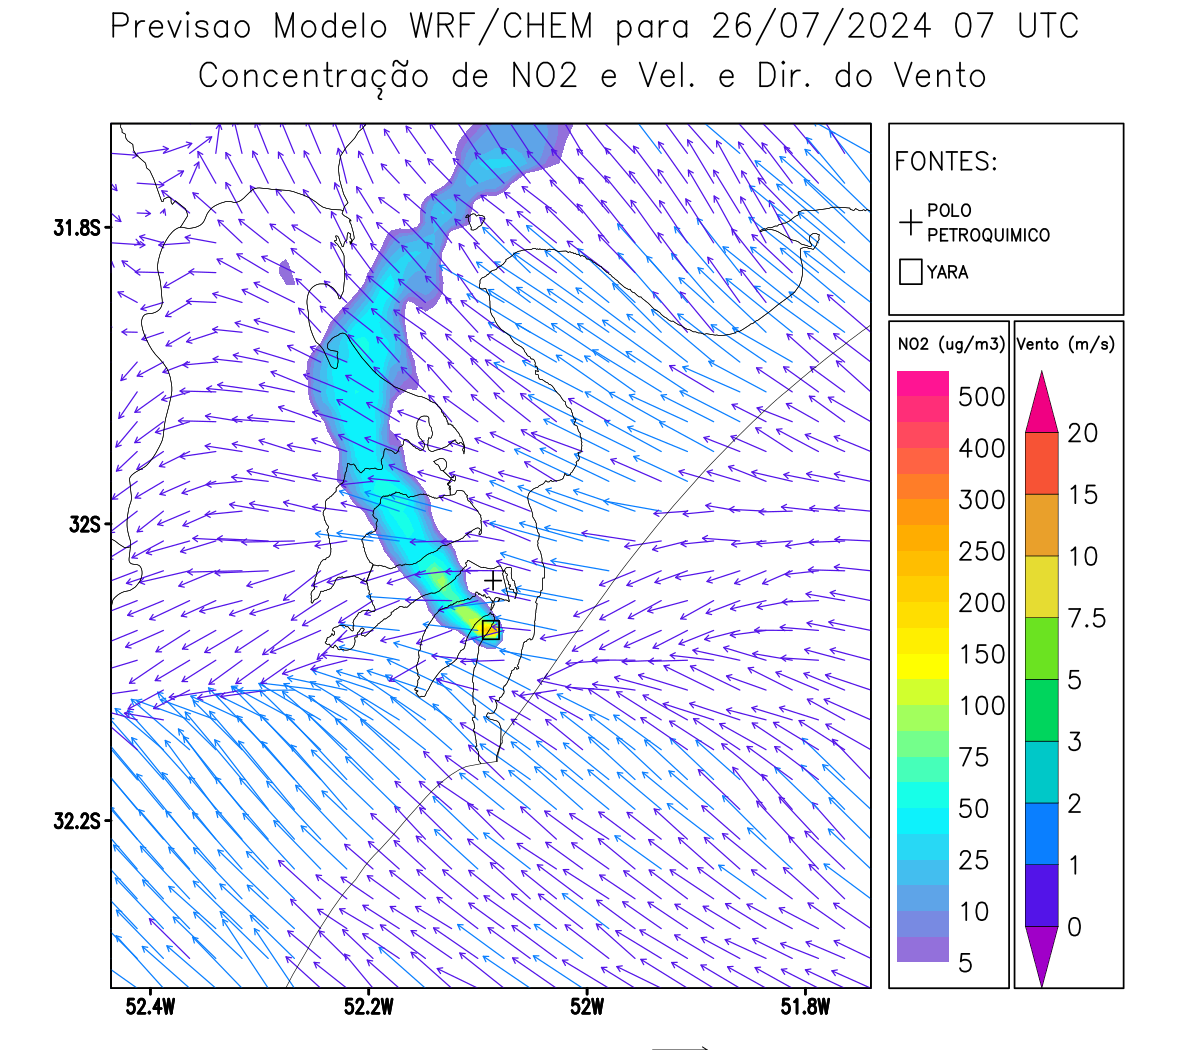 Previsao Modelo WRF/CHEM para 26/07/2024 07 UTC
Concentração de NO2 e Vel. e Dir. do Vento
FONTES:
POLO
PETROQUIMICO
YARA
NO2 (ug/m3)
500
400
300
250
200
150
100
75
50
25
10
5
Vento (m/s)
20
15
10
7.5
5
3
2
1
0
31.8S
32S
32.2S
52.4W
52.2W
52W
51.8W